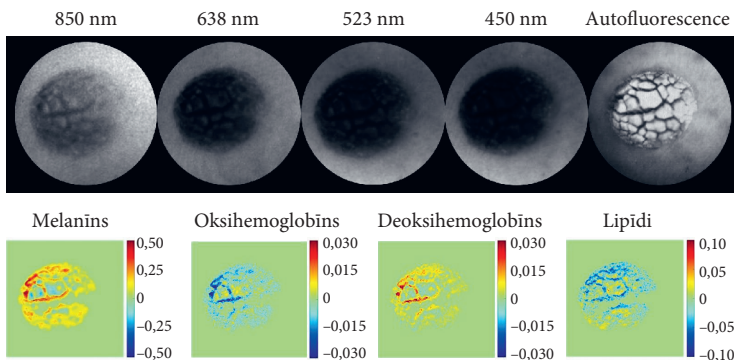 850 nm 638 nm 523 nm 450 nm Autofluorescence
Melanīns Oksihemoglobīns Deoksihemoglobīns Lipīdi
0,50 0,030 0,030 0,10
0,25 0,015 0,015 0,05
0 0 0 0
–0,25 –0,015 –0,015 –0,05
–0,50 –0,030 –0,030 –0,10